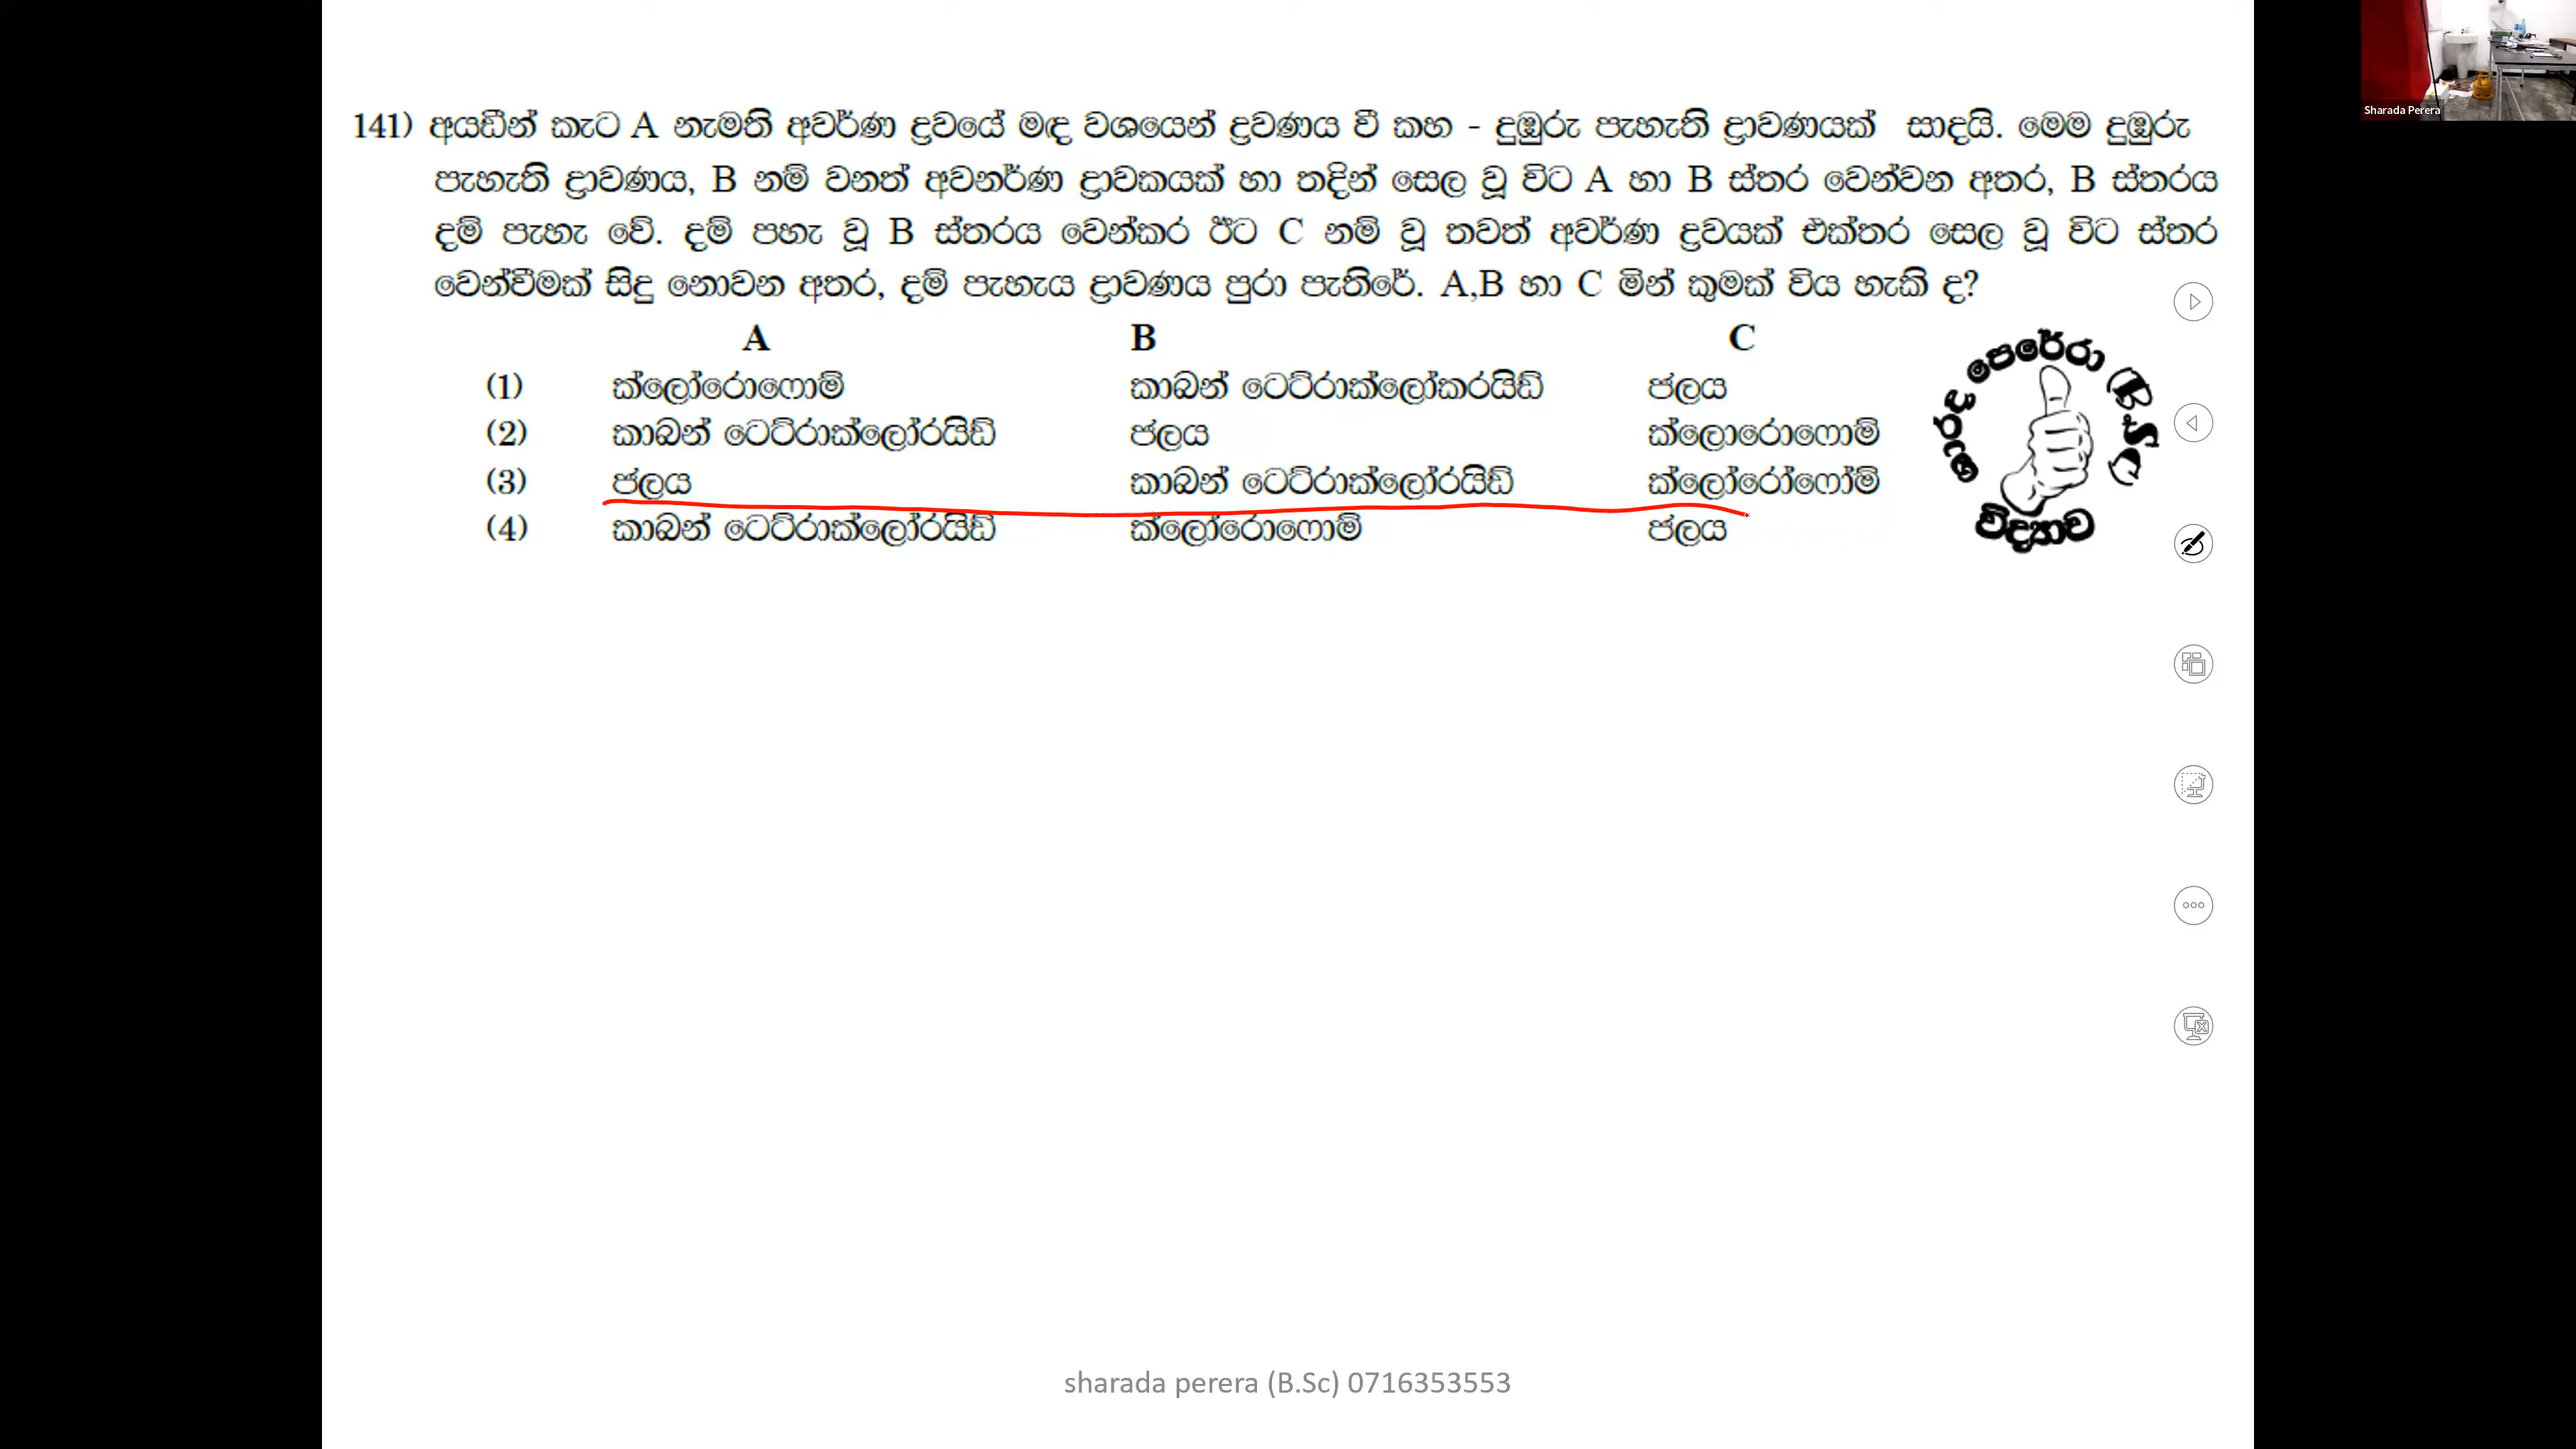 Sharada Perera
141) අයඩීන් කැට A නැමති අවර්ණ ද්‍රවයේ මඳ වශයෙන් ද්‍රවණය වී කහ - දුඹුරු පැහැති ද්‍රාවණයක් සාදයි. මෙම දුඹුරු
පැහැති ද්‍රාවණය, B නම් වනත් අවනර්ණ ද්‍රාවකයක් හා තදින් සෙල වූ විට A හා B ස්තර වෙන්වන අතර, B ස්තරය
දම් පැහැ වේ. දම් පහැ වූ B ස්තරය වෙන්කර ඊට C නම් වූ තවත් අවර්ණ ද්‍රවයක් එක්තර සෙල වූ විට ස්තර
වෙන්වීමක් සිදු නොවන අතර, දම් පැහැය ද්‍රාවණය පුරා පැතිරේ. A,B හා C මින් කුමක් විය හැකි ද?
A B C
(1) ක්ලෝරොෆොම් කාබන් ටෙට්රාක්ලෝකරයිඩ් ජලය
(2) කාබන් ටෙට්රාක්ලෝරයිඩ් ජලය ක්ලොරොෆොම්
(3) ජලය කාබන් ටෙට්රාක්ලෝරයිඩ් ක්ලෝරෝෆෝම්
(4) කාබන් ටෙට්රාක්ලෝරයිඩ් ක්ලෝරොෆොම් ජලය
ශාරද පෙරේරා (B.Sc)
විද්‍යාව
sharada perera (B.Sc) 0716353553